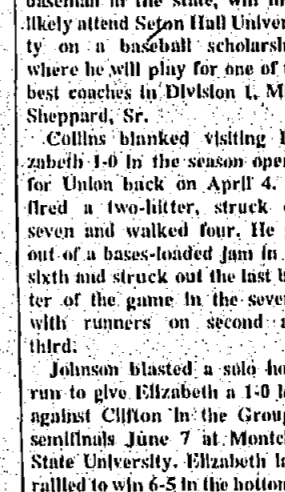 baseman in the state, will
likely attend Seton Hall Univer
ty on a baseball scholarsh
where he will play for one of
best coaches in Division I, M
Sheppard, Sr.
Collins blanked visiting
zabeth 1-0 in the season open
for Union back on April 4.
fired a two-hitter, struck
seven and walked four. He
out of a bases-loaded jam in
sixth and struck out the last b
ter of the game in the seve
with runners on second a
third.
Johnson blasted a solo ho
run to give Elizabeth a 1-0 l
against Clifton in the Group
semifinals June 7 at Montcl
State University. Elizabeth la
rallied to win 6-5 in the bottom